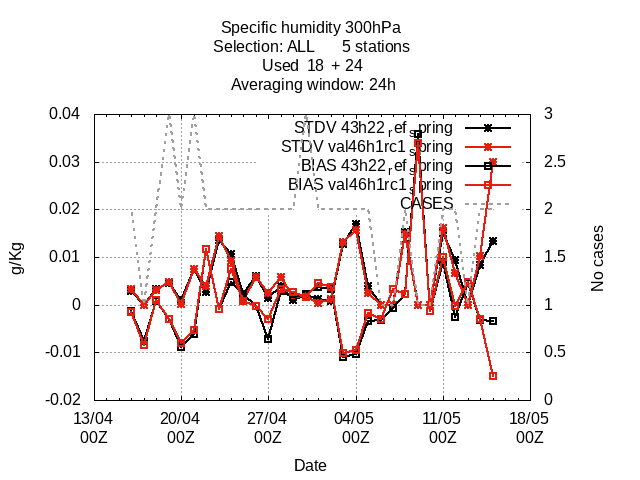 Specific humidity 300hPa
Selection: ALL 5 stations
Used 18 + 24
Averaging window: 24h
0.04
0.03
0.02
0.01
0
-0.01
-0.02
g/Kg
3
2.5
2
1.5
1
0.5
0
No cases
STDV 43h22_ref_spring
STDV val46h1rc1_spring
BIAS 43h22_ref_spring
BIAS val46h1rc1_spring
CASES
13/04 00Z
20/04 00Z
27/04 00Z
04/05 00Z
11/05 00Z
18/05 00Z
Date